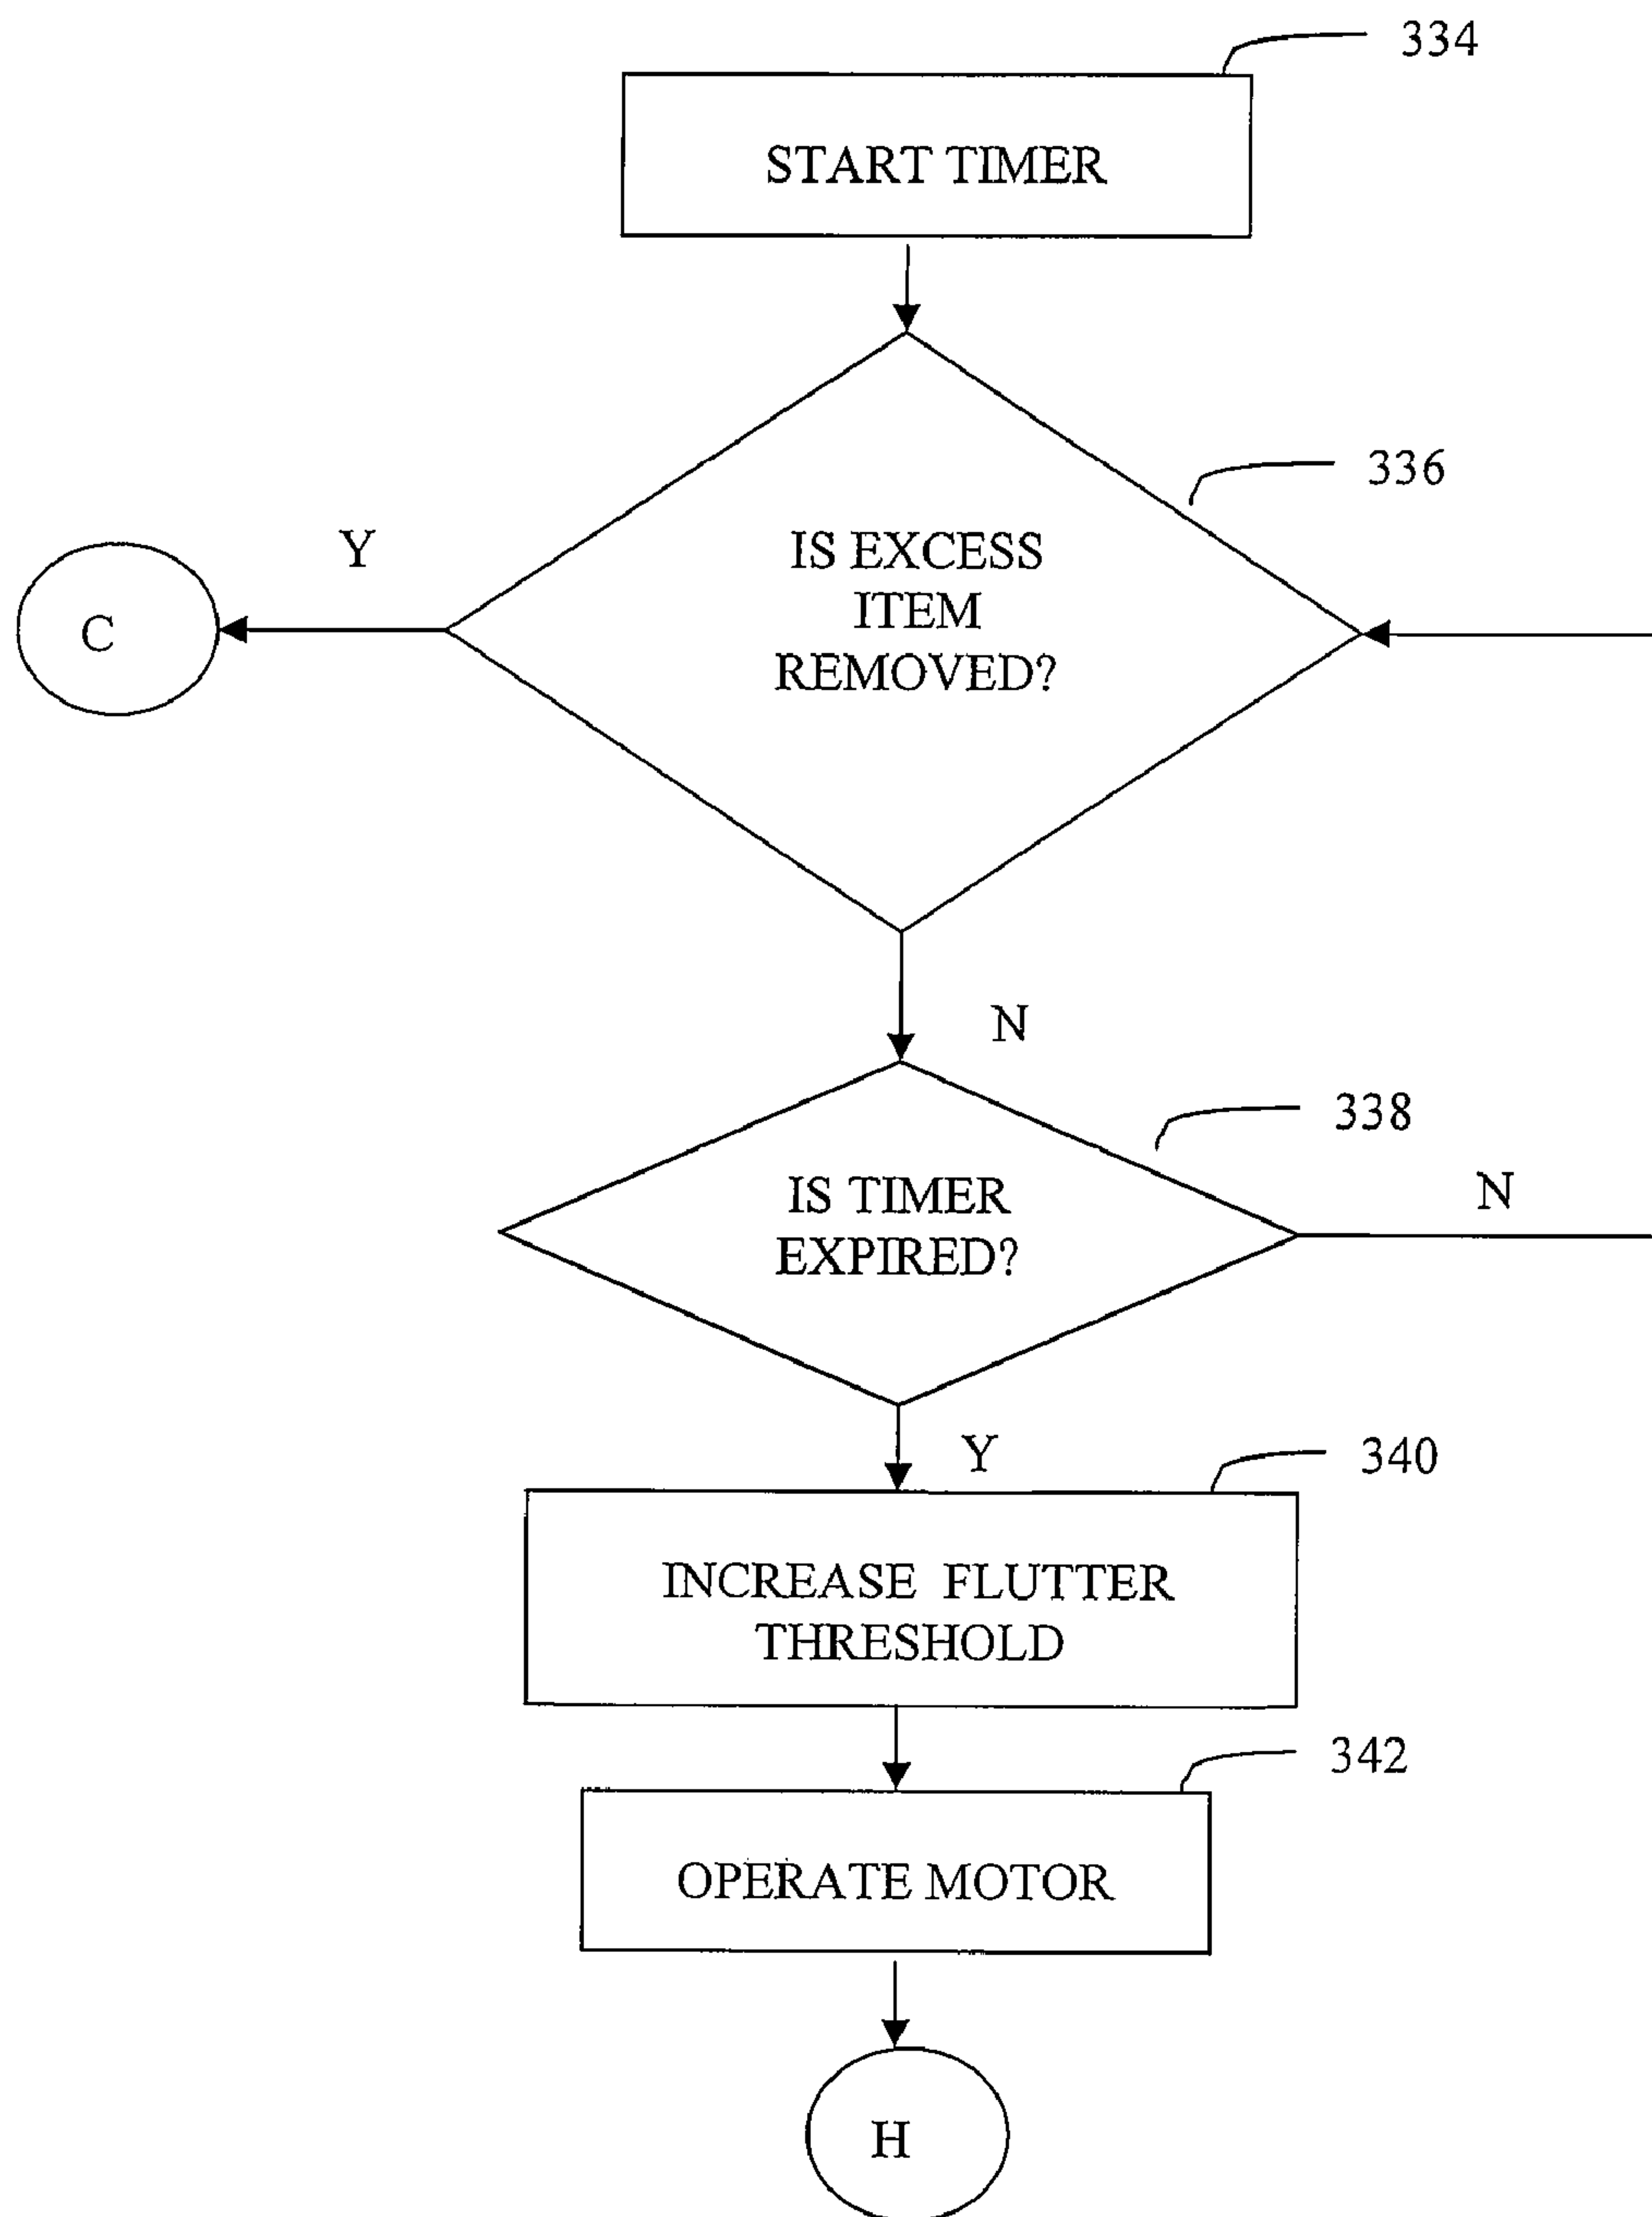 334
START TIMER
336
Y
IS EXCESS
ITEM
REMOVED?
C
N
338
IS TIMER
EXPIRED?
N
Y
340
INCREASE FLUTTER
THRESHOLD
342
OPERATE MOTOR
H